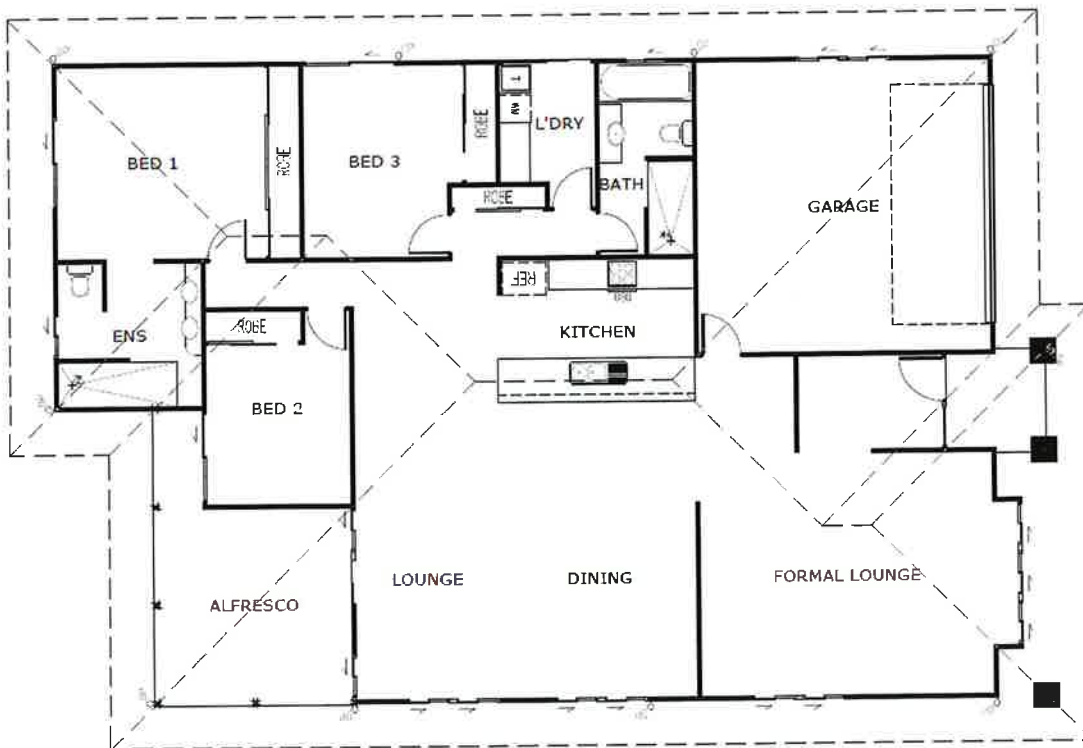 BED 1
ROBE
BED 3
ROBE
T
WM
L'DRY
ROBE
BATH
GARAGE
REF
KITCHEN
ENS
ROBE
BED 2
LOUNGE
DINING
FORMAL LOUNGE
ALFRESCO